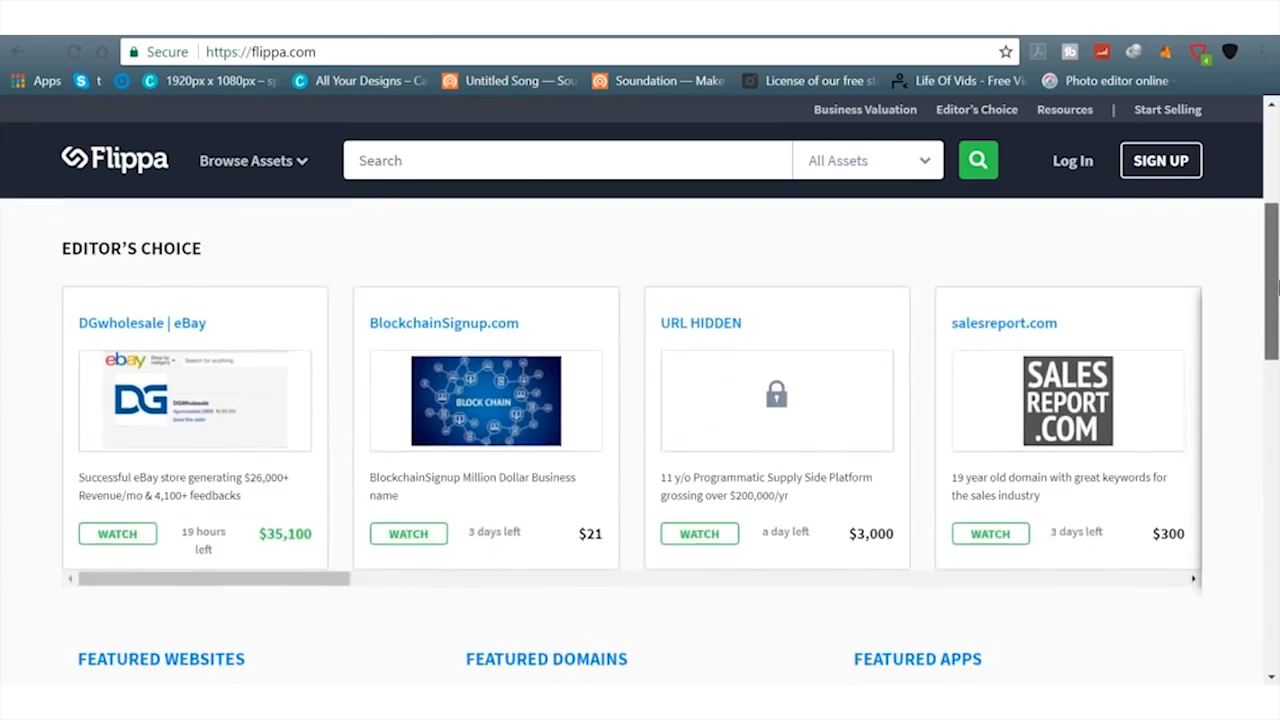 Secure https://flippa.com
Apps t 1920px x 1080px – sp All Your Designs – Ca Untitled Song — Sou Soundation — Make License of our free st Life Of Vids - Free Vi Photo editor online
Business Valuation Editor's Choice Resources | Start Selling
Flippa Browse Assets Search All Assets Log In SIGN UP
EDITOR'S CHOICE
DGwholesale | eBay
ebay Shop by category Search for anything
DG
Successful eBay store generating $26,000+
Revenue/mo & 4,100+ feedbacks
WATCH 19 hours left $35,100
BlockchainSignup.com
BLOCK CHAIN
BlockchainSignup Million Dollar Business
name
WATCH 3 days left $21
URL HIDDEN
11 y/o Programmatic Supply Side Platform
grossing over $200,000/yr
WATCH a day left $3,000
salesreport.com
SALES
REPORT
.COM
19 year old domain with great keywords for
the sales industry
WATCH 3 days left $300
FEATURED WEBSITES FEATURED DOMAINS FEATURED APPS